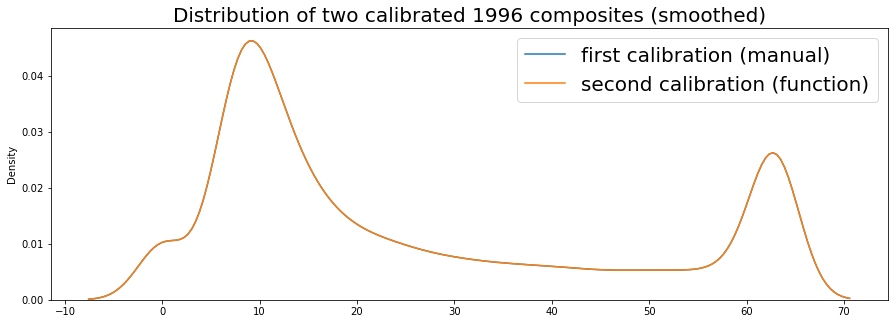 Distribution of two calibrated 1996 composites (smoothed)
first calibration (manual)
second calibration (function)
Density
0.04
0.03
0.02
0.01
0.00
−10 0 10 20 30 40 50 60 70